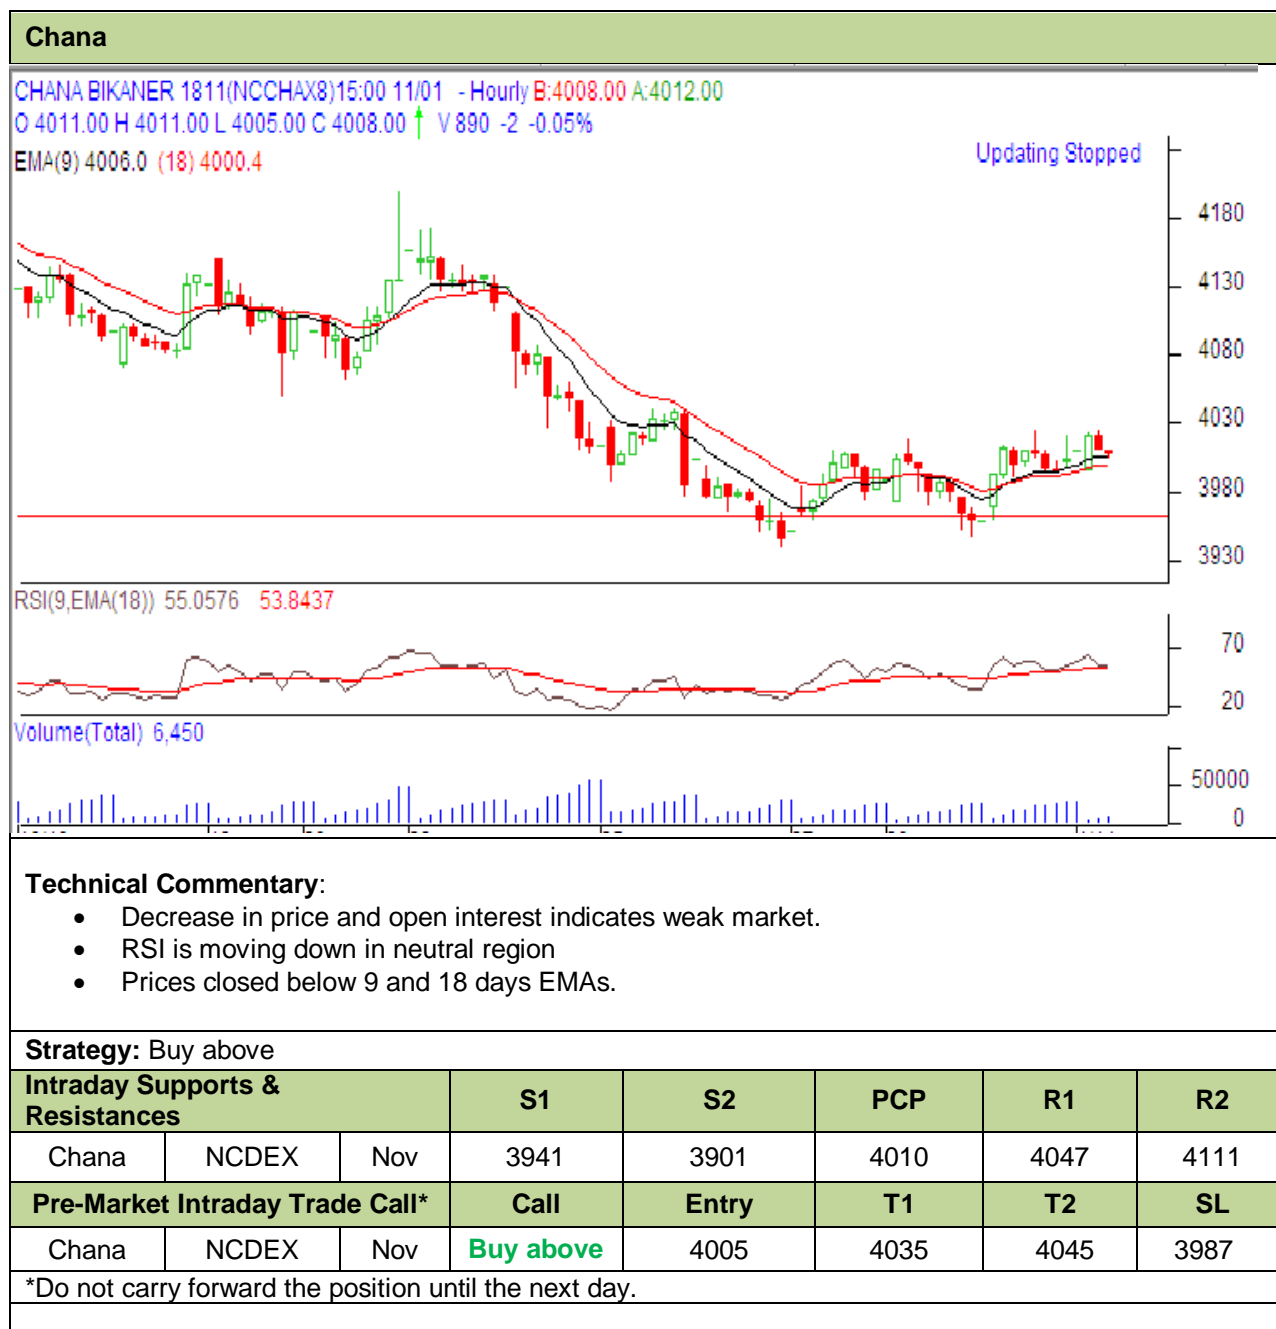 Chana
CHANA BIKANER 1811(NCCHAX8)15:00 11/01 - Hourly B:4008.00 A:4012.00
O 4011.00 H 4011.00 L 4005.00 C 4008.00 V 890 -2 -0.05%
EMA(9) 4006.0 (18) 4000.4
Updating Stopped
4180
4130
4080
4030
3980
3930
RSI(9,EMA(18)) 55.0576 53.8437
70
20
Volume(Total) 6,450
50000
0
Technical Commentary:
• Decrease in price and open interest indicates weak market.
• RSI is moving down in neutral region
• Prices closed below 9 and 18 days EMAs.
Strategy: Buy above
Intraday Supports & Resistances S1 S2 PCP R1 R2
Chana NCDEX Nov 3941 3901 4010 4047 4111
Pre-Market Intraday Trade Call* Call Entry T1 T2 SL
Chana NCDEX Nov Buy above 4005 4035 4045 3987
*Do not carry forward the position until the next day.